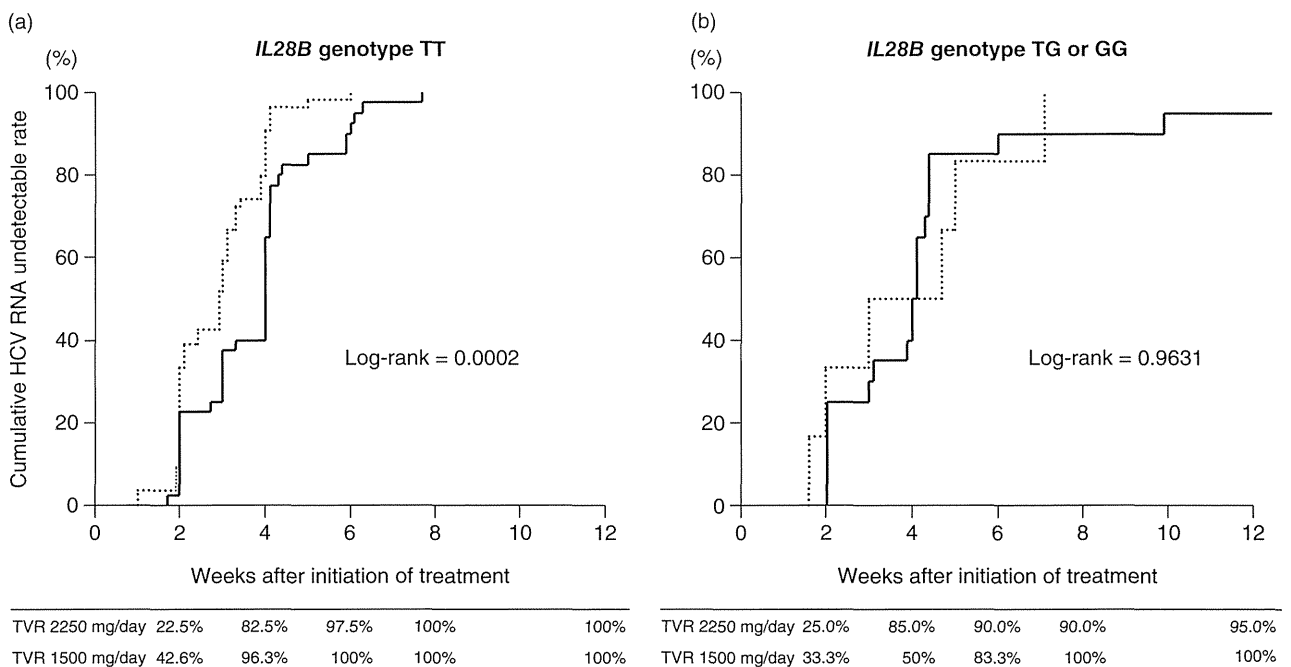 (a)
IL28B genotype TT
(%)
100
80
60
40
20
0
Cumulative HCV RNA undetectable rate
Log-rank = 0.0002
0 2 4 6 8 10 12
Weeks after initiation of treatment
TVR 2250 mg/day 22.5% 82.5% 97.5% 100% 100%
TVR 1500 mg/day 42.6% 96.3% 100% 100% 100%
(b)
IL28B genotype TG or GG
(%)
100
80
60
40
20
0
Log-rank = 0.9631
0 2 4 6 8 10 12
Weeks after initiation of treatment
TVR 2250 mg/day 25.0% 85.0% 90.0% 90.0% 95.0%
TVR 1500 mg/day 33.3% 50% 83.3% 100% 100%